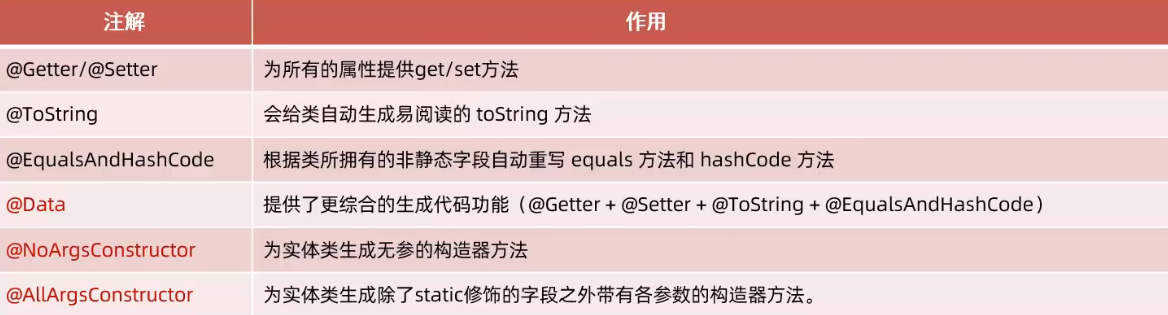 注解 作用
@Getter/@Setter 为所有的属性提供get/set方法
@ToString 会给类自动生成易阅读的 toString 方法
@EqualsAndHashCode 根据类所拥有的非静态字段自动重写 equals 方法和 hashCode 方法
@Data 提供了更综合的生成代码功能（@Getter + @Setter + @ToString + @EqualsAndHashCode）
@NoArgsConstructor 为实体类生成无参的构造器方法
@AllArgsConstructor 为实体类生成除了static修饰的字段之外带有各参数的构造器方法。